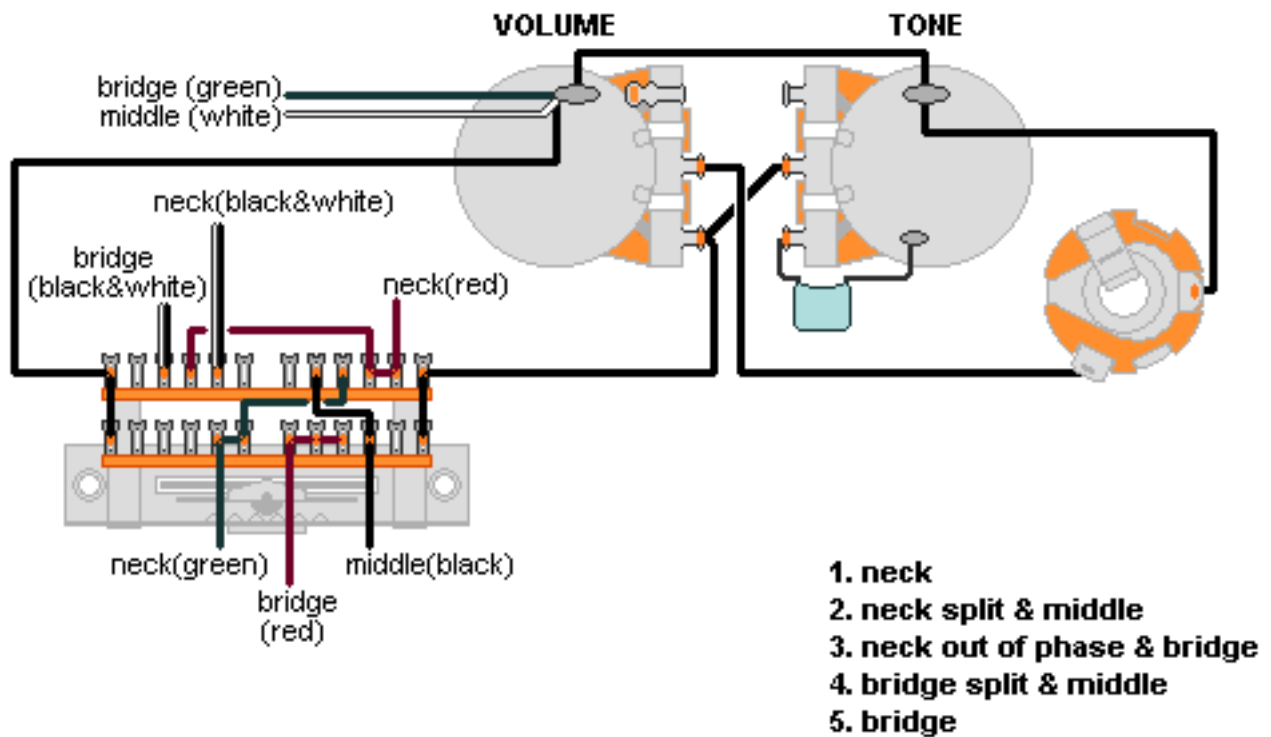 VOLUME
TONE
bridge (green)
middle (white)
neck(black&white)
bridge
(black&white)
neck(red)
neck(green)
middle(black)
bridge
(red)
1. neck
2. neck split & middle
3. neck out of phase & bridge
4. bridge split & middle
5. bridge